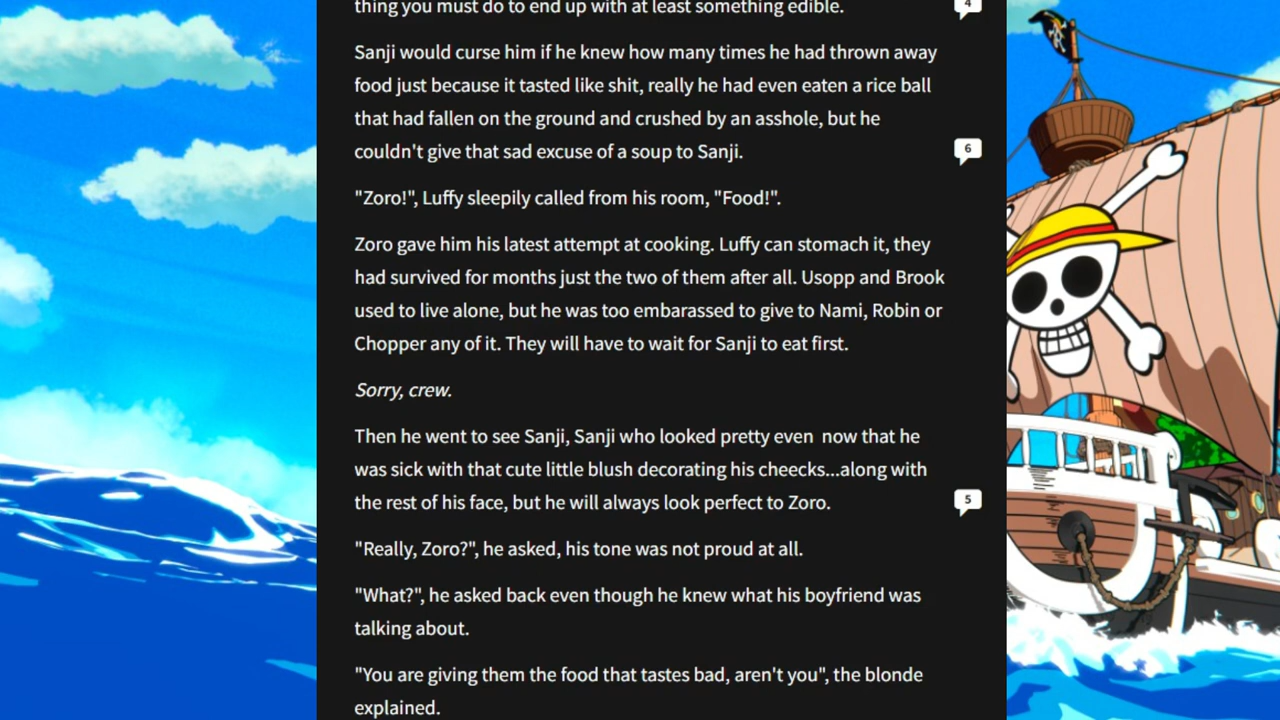 thing you must do to end up with at least something edible.
4
Sanji would curse him if he knew how many times he had thrown away
food just because it tasted like shit, really he had even eaten a rice ball
that had fallen on the ground and crushed by an asshole, but he
couldn't give that sad excuse of a soup to Sanji.
6
"Zoro!", Luffy sleepily called from his room, "Food!".
Zoro gave him his latest attempt at cooking. Luffy can stomach it, they
had survived for months just the two of them after all. Usopp and Brook
used to live alone, but he was too embarassed to give to Nami, Robin or
Chopper any of it. They will have to wait for Sanji to eat first.
Sorry, crew.
Then he went to see Sanji, Sanji who looked pretty even  now that he
was sick with that cute little blush decorating his cheecks...along with
the rest of his face, but he will always look perfect to Zoro.
5
"Really, Zoro?", he asked, his tone was not proud at all.
"What?", he asked back even though he knew what his boyfriend was
talking about.
"You are giving them the food that tastes bad, aren't you", the blonde
explained.